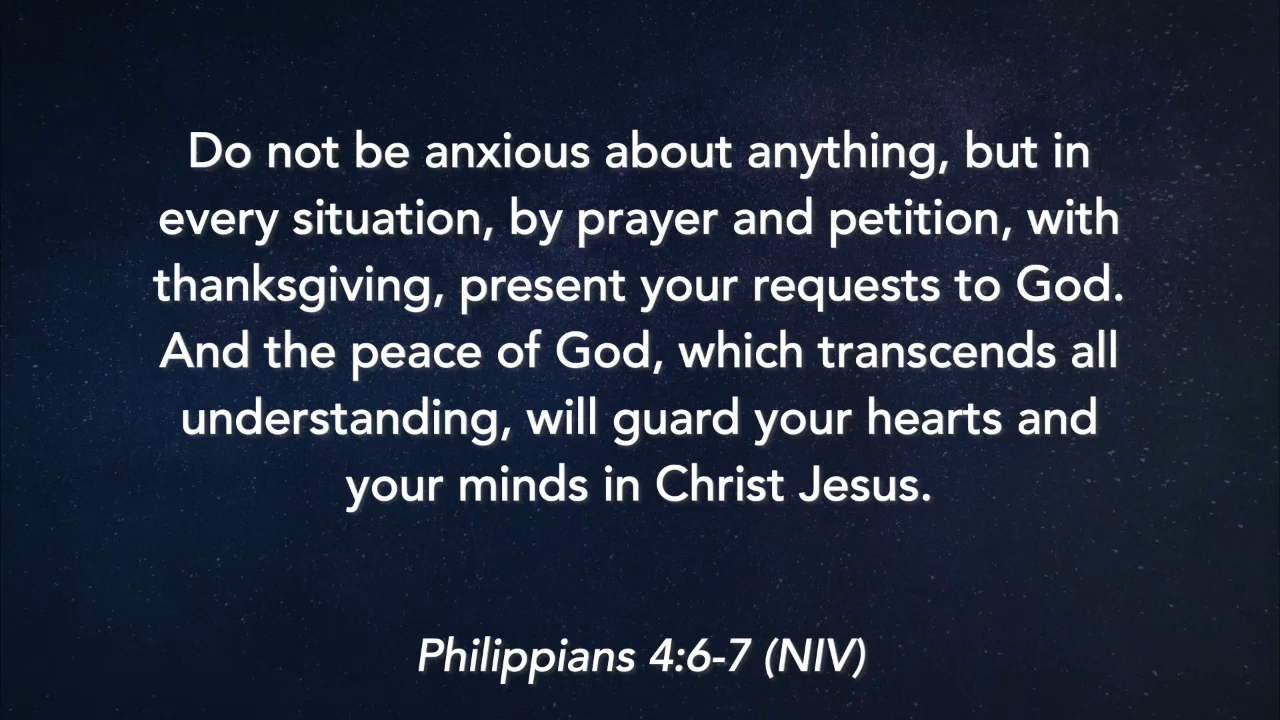 Do not be anxious about anything, but in
every situation, by prayer and petition, with
thanksgiving, present your requests to God.
And the peace of God, which transcends all
understanding, will guard your hearts and
your minds in Christ Jesus.
Philippians 4:6-7 (NIV)